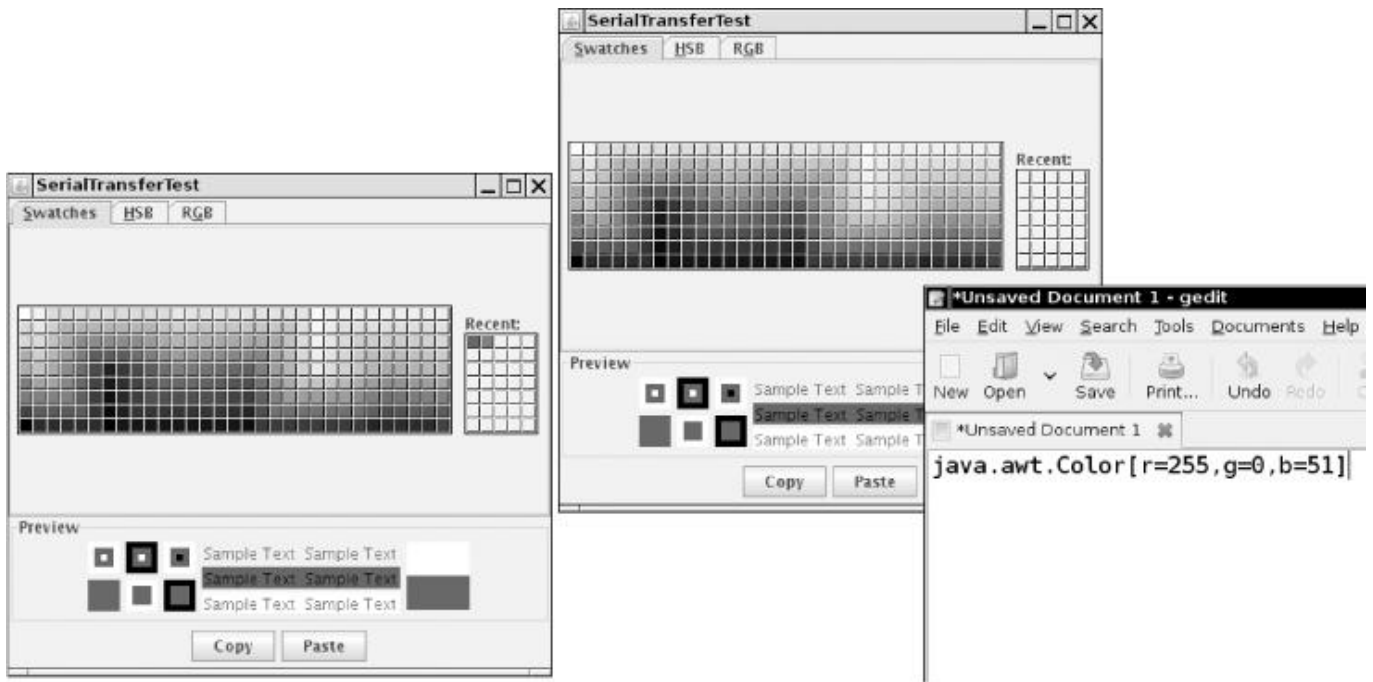 SerialTransferTest
Swatches HSB RGB
Recent:
Preview
Sample Text Sample Text
Sample Text Sample Text
Sample Text Sample Text
Copy Paste
SerialTransferTest
Swatches HSB RGB
Recent:
Preview
Sample Text Sample T
Sample Text Sample
Sample Text Sample T
Copy Paste
*Unsaved Document 1 - gedit
File Edit View Search Tools Documents Help
New Open Save Print... Undo Redo
*Unsaved Document 1
java.awt.Color[r=255,g=0,b=51]